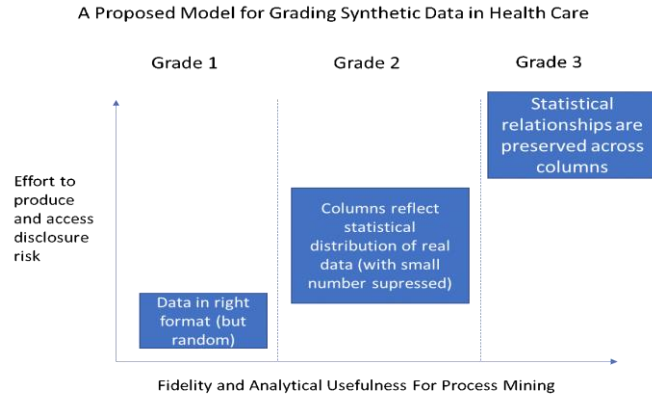 A Proposed Model for Grading Synthetic Data in Health Care
Grade 1
Grade 2
Grade 3
Statistical
relationships are
preserved across
columns
Effort to
produce
and access
disclosure
risk
Columns reflect
statistical
distribution of real
data (with small
number supressed)
Data in right
format (but
random)
Fidelity and Analytical Usefulness For Process Mining